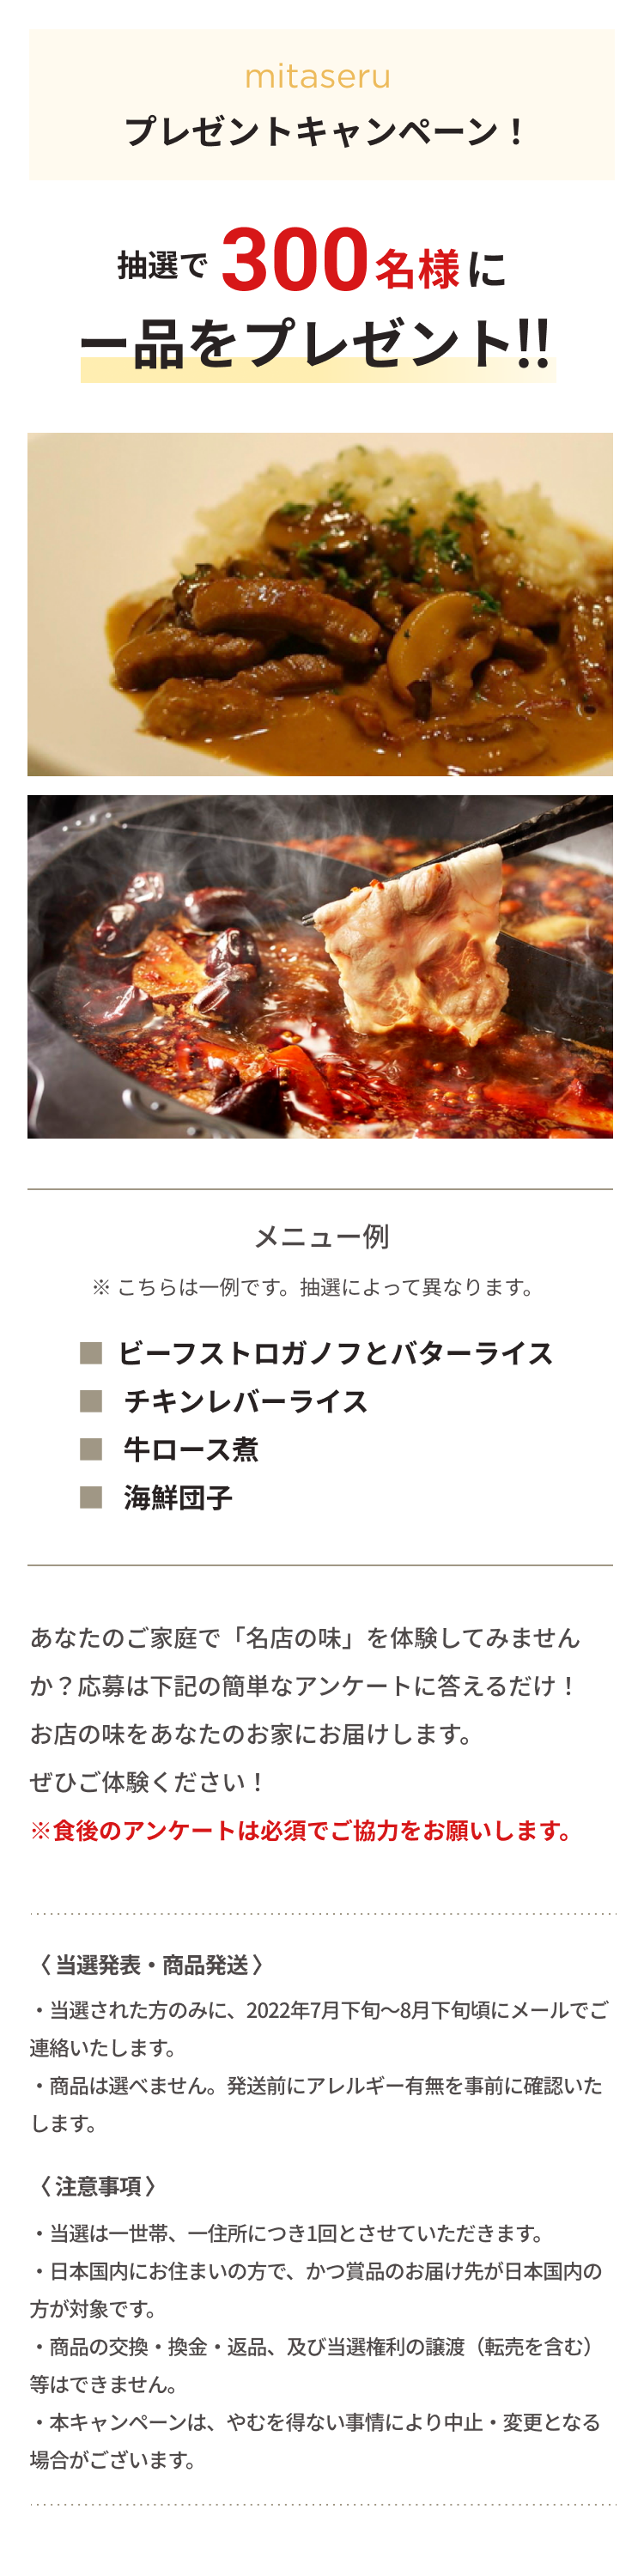 mitaseru
プレゼントキャンペーン！
抽選で 300名様に
一品をプレゼント!!
メニュー例
※ こちらは一例です。抽選によって異なります。
■ ビーフストロガノフとバターライス
■ チキンレバーライス
■ 牛ロース煮
■ 海鮮団子
あなたのご家庭で「名店の味」を体験してみません
か？応募は下記の簡単なアンケートに答えるだけ！
お店の味をあなたのお家にお届けします。
ぜひご体験ください！
※食後のアンケートは必須でご協力をお願いします。
〈 当選発表・商品発送 〉
・当選された方のみに、2022年7月下旬〜8月下旬頃にメールでご
連絡いたします。
・商品は選べません。発送前にアレルギー有無を事前に確認いた
します。
〈 注意事項 〉
・当選は一世帯、一住所につき1回とさせていただきます。
・日本国内にお住まいの方で、かつ賞品のお届け先が日本国内の
方が対象です。
・商品の交換・換金・返品、及び当選権利の譲渡（転売を含む）
等はできません。
・本キャンペーンは、やむを得ない事情により中止・変更となる
場合がございます。